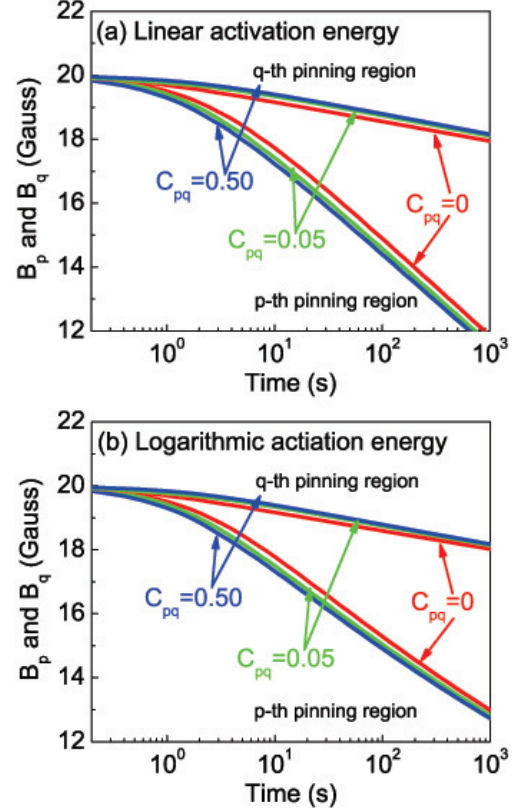 (a) Linear activation energy
q-th pinning region
C_pq=0.50
C_pq=0.05
C_pq=0
p-th pinning region
B_p and B_q (Gauss)
22
20
18
16
14
12
10^0 10^1 10^2 10^3
Time (s)
(b) Logarithmic actiation energy
q-th pinning region
C_pq=0.50
C_pq=0.05
C_pq=0
p-th pinning region
B_p and B_q (Gauss)
22
20
18
16
14
12
10^0 10^1 10^2 10^3
Time (s)